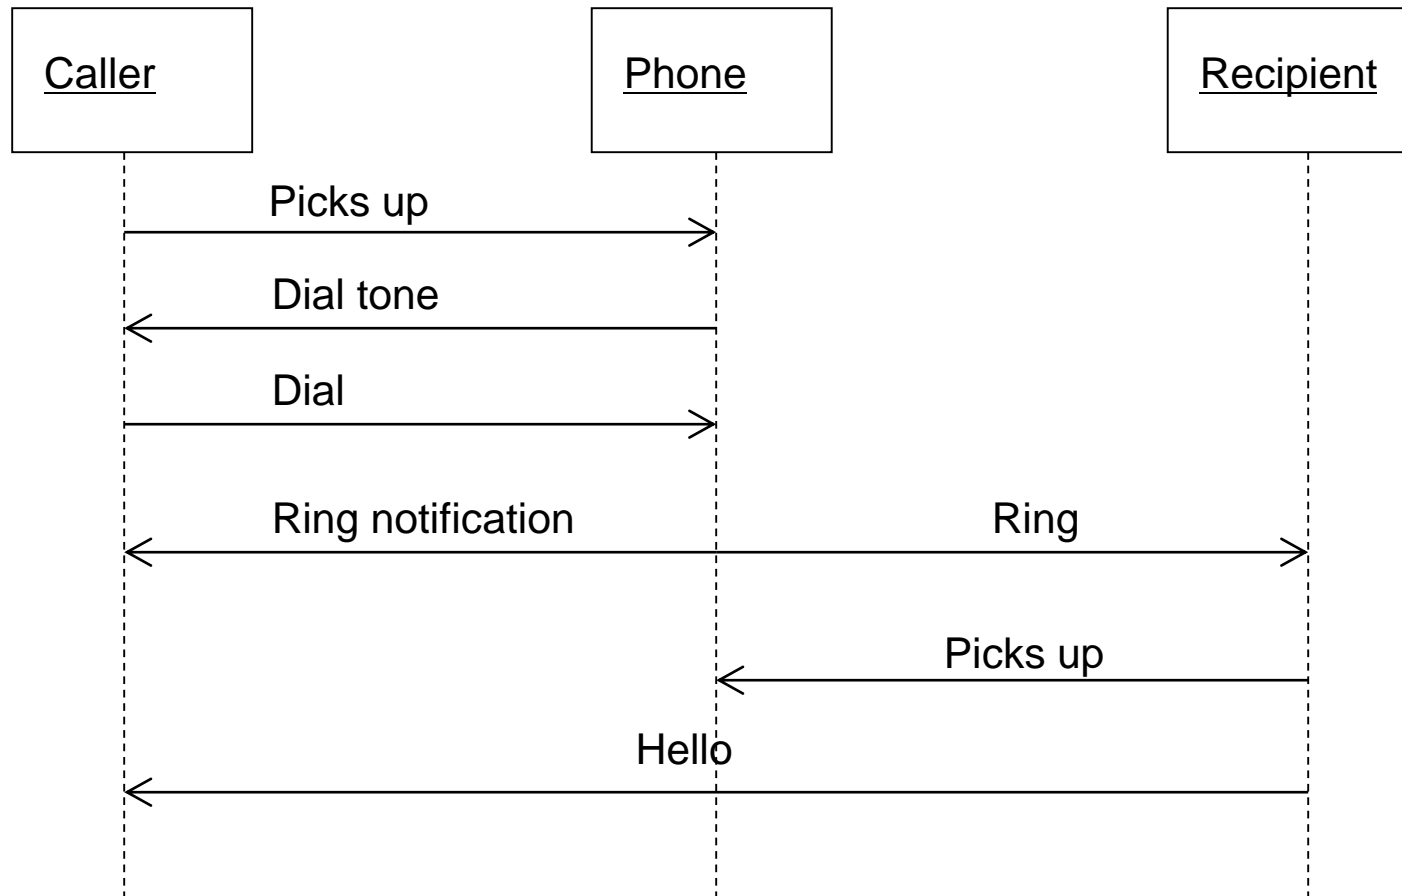 Caller
Phone
Recipient
Picks up
Dial tone
Dial
Ring notification
Ring
Picks up
Hello